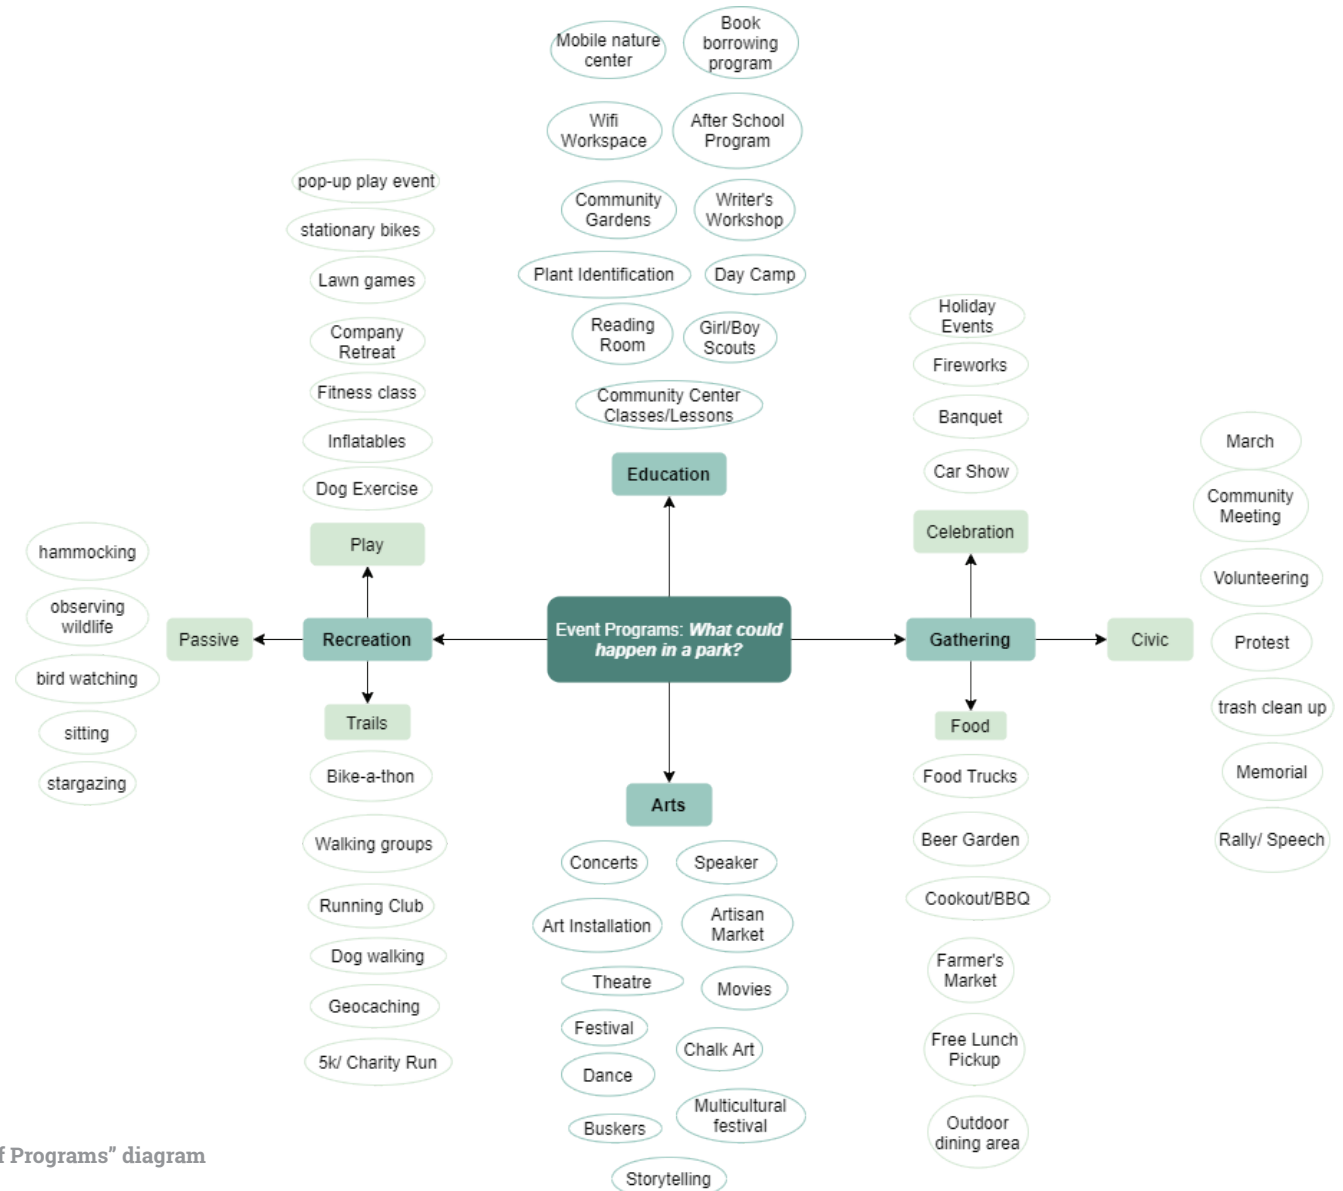 Mobile nature
center
Book
borrowing
program
Wifi
Workspace
After School
Program
Community
Gardens
Writer's
Workshop
Plant Identification
Day Camp
Reading
Room
Girl/Boy
Scouts
Community Center
Classes/Lessons
Education
pop-up play event
stationary bikes
Lawn games
Company
Retreat
Fitness class
Inflatables
Dog Exercise
Play
hammocking
observing
wildlife
bird watching
sitting
stargazing
Passive
Recreation
Trails
Bike-a-thon
Walking groups
Running Club
Dog walking
Geocaching
5k/ Charity Run
Event Programs: What could
happen in a park?
Holiday
Events
Fireworks
Banquet
Car Show
Celebration
Gathering
Civic
March
Community
Meeting
Volunteering
Protest
trash clean up
Memorial
Rally/ Speech
Food
Food Trucks
Beer Garden
Cookout/BBQ
Farmer's
Market
Free Lunch
Pickup
Outdoor
dining area
Arts
Concerts
Speaker
Art Installation
Artisan
Market
Theatre
Movies
Festival
Chalk Art
Dance
Multicultural
festival
Buskers
Storytelling
Programs” diagram